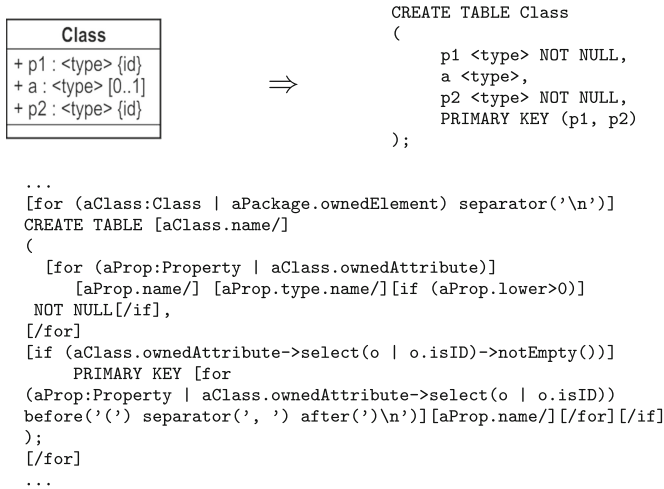 Class
+ p1 : <type> {id}
+ a : <type> [0..1]
+ p2 : <type> {id}
⇒
CREATE TABLE Class
(
p1 <type> NOT NULL,
a <type>,
p2 <type> NOT NULL,
PRIMARY KEY (p1, p2)
);
...
[for (aClass:Class | aPackage.ownedElement) separator('\n')]
CREATE TABLE [aClass.name/]
(
[for (aProp:Property | aClass.ownedAttribute)]
[aProp.name/] [aProp.type.name/][if (aProp.lower>0)]
NOT NULL[/if],
[/for]
[if (aClass.ownedAttribute->select(o | o.isID)->notEmpty())]
PRIMARY KEY [for
(aProp:Property | aClass.ownedAttribute->select(o | o.isID))
before('(') separator(', ') after(')\n')][aProp.name/][/for][/if]
);
[/for]
...